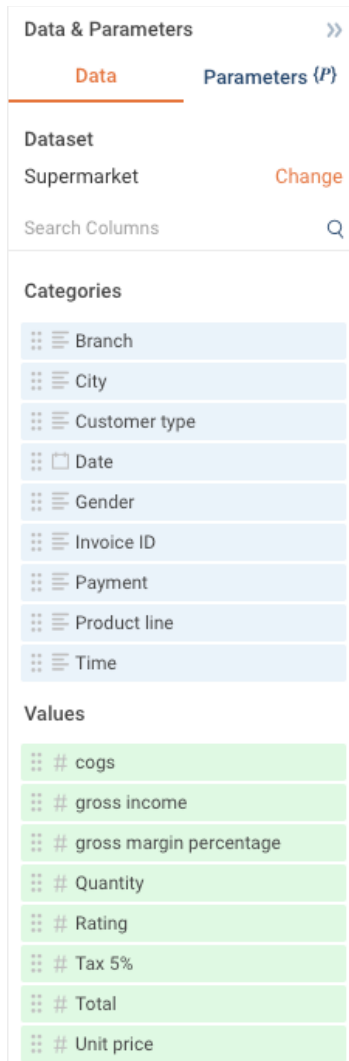 Data & Parameters
Data Parameters {P}
Dataset
Supermarket Change
Search Columns
Categories
Branch
City
Customer type
Date
Gender
Invoice ID
Payment
Product line
Time
Values
# cogs
# gross income
# gross margin percentage
# Quantity
# Rating
# Tax 5%
# Total
# Unit price